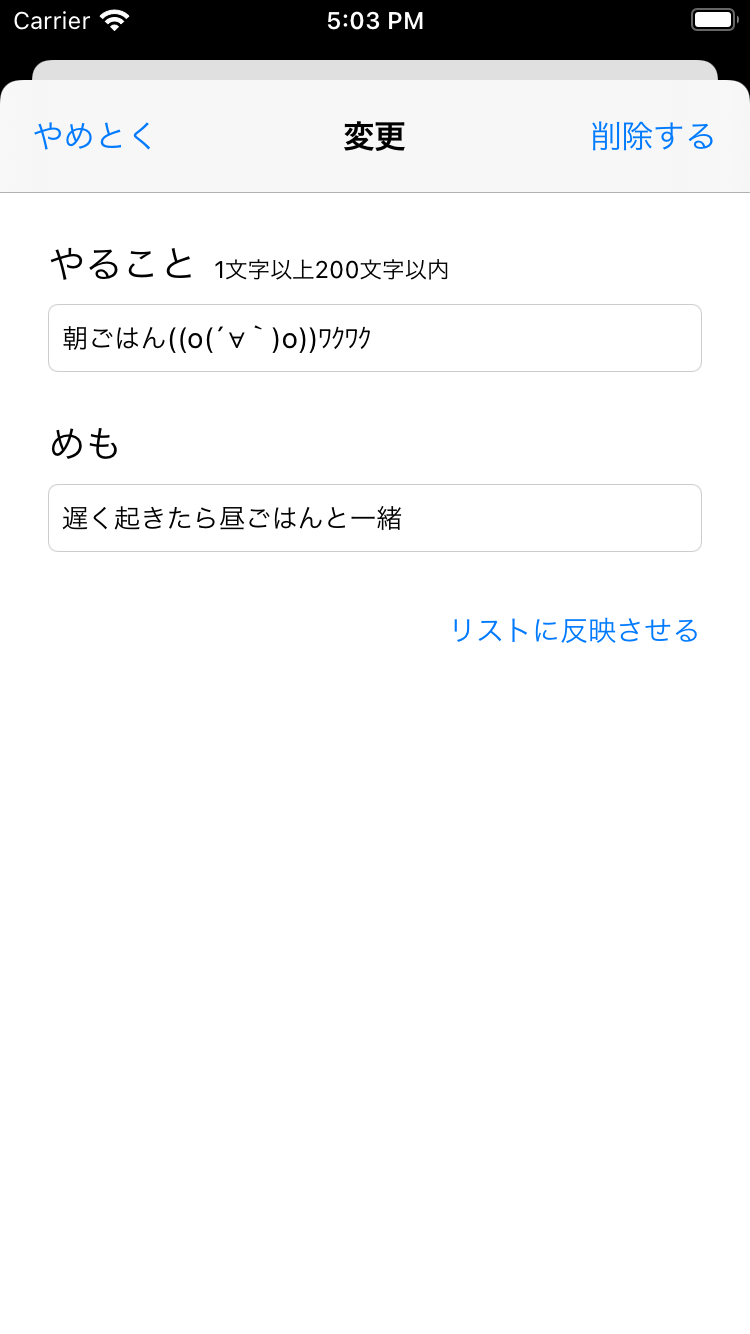 Carrier 5:03 PM
やめとく 変更 削除する
やること 1文字以上200文字以内
朝ごはん((o(´∀｀)o))ﾜｸﾜｸ
めも
遅く起きたら昼ごはんと一緒
リストに反映させる